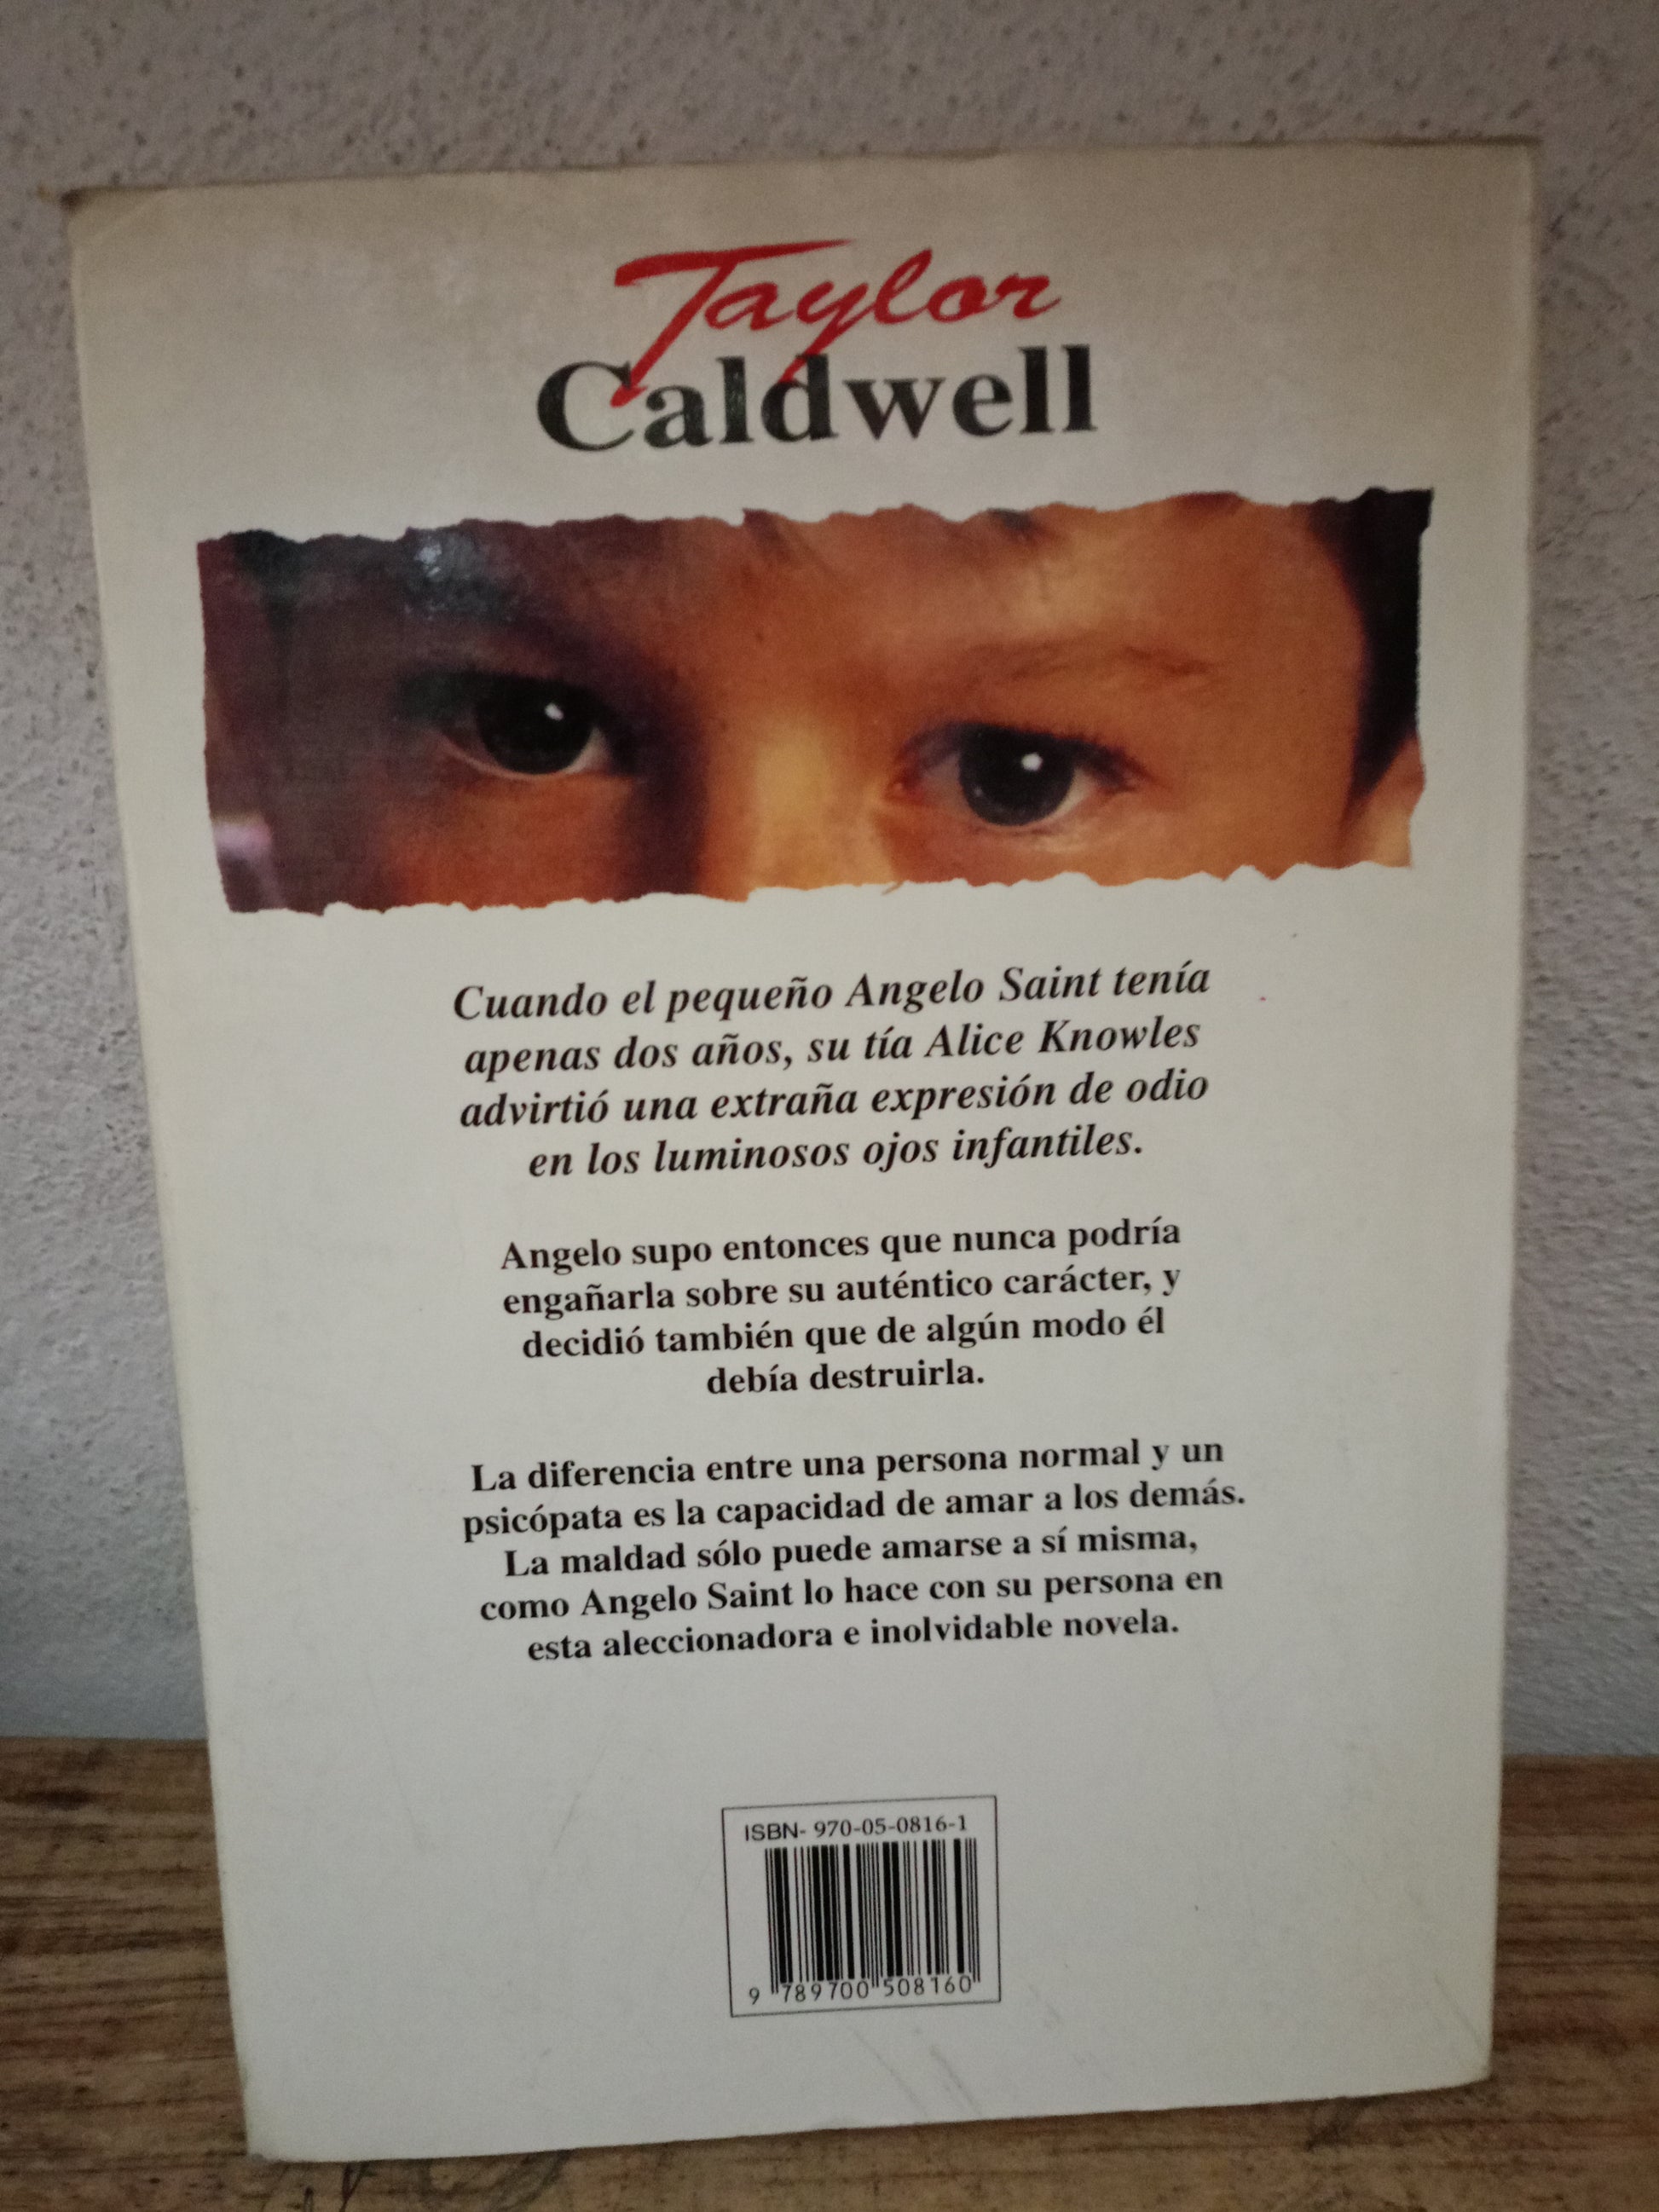 Taylor
Caldwell
Cuando el pequeño Angelo Saint tenía
apenas dos años, su tía Alice Knowles
advirtió una extraña expresión de odio
en los luminosos ojos infantiles.
Angelo supo entonces que nunca podría
engañarla sobre su auténtico carácter, y
decidió también que de algún modo él
debía destruirla.
La diferencia entre una persona normal y un
psicópata es la capacidad de amar a los demás.
La maldad sólo puede amarse a sí misma,
como Angelo Saint lo hace con su persona en
esta aleccionadora e inolvidable novela.
ISBN- 970-05-0816-1
9 789700 508160